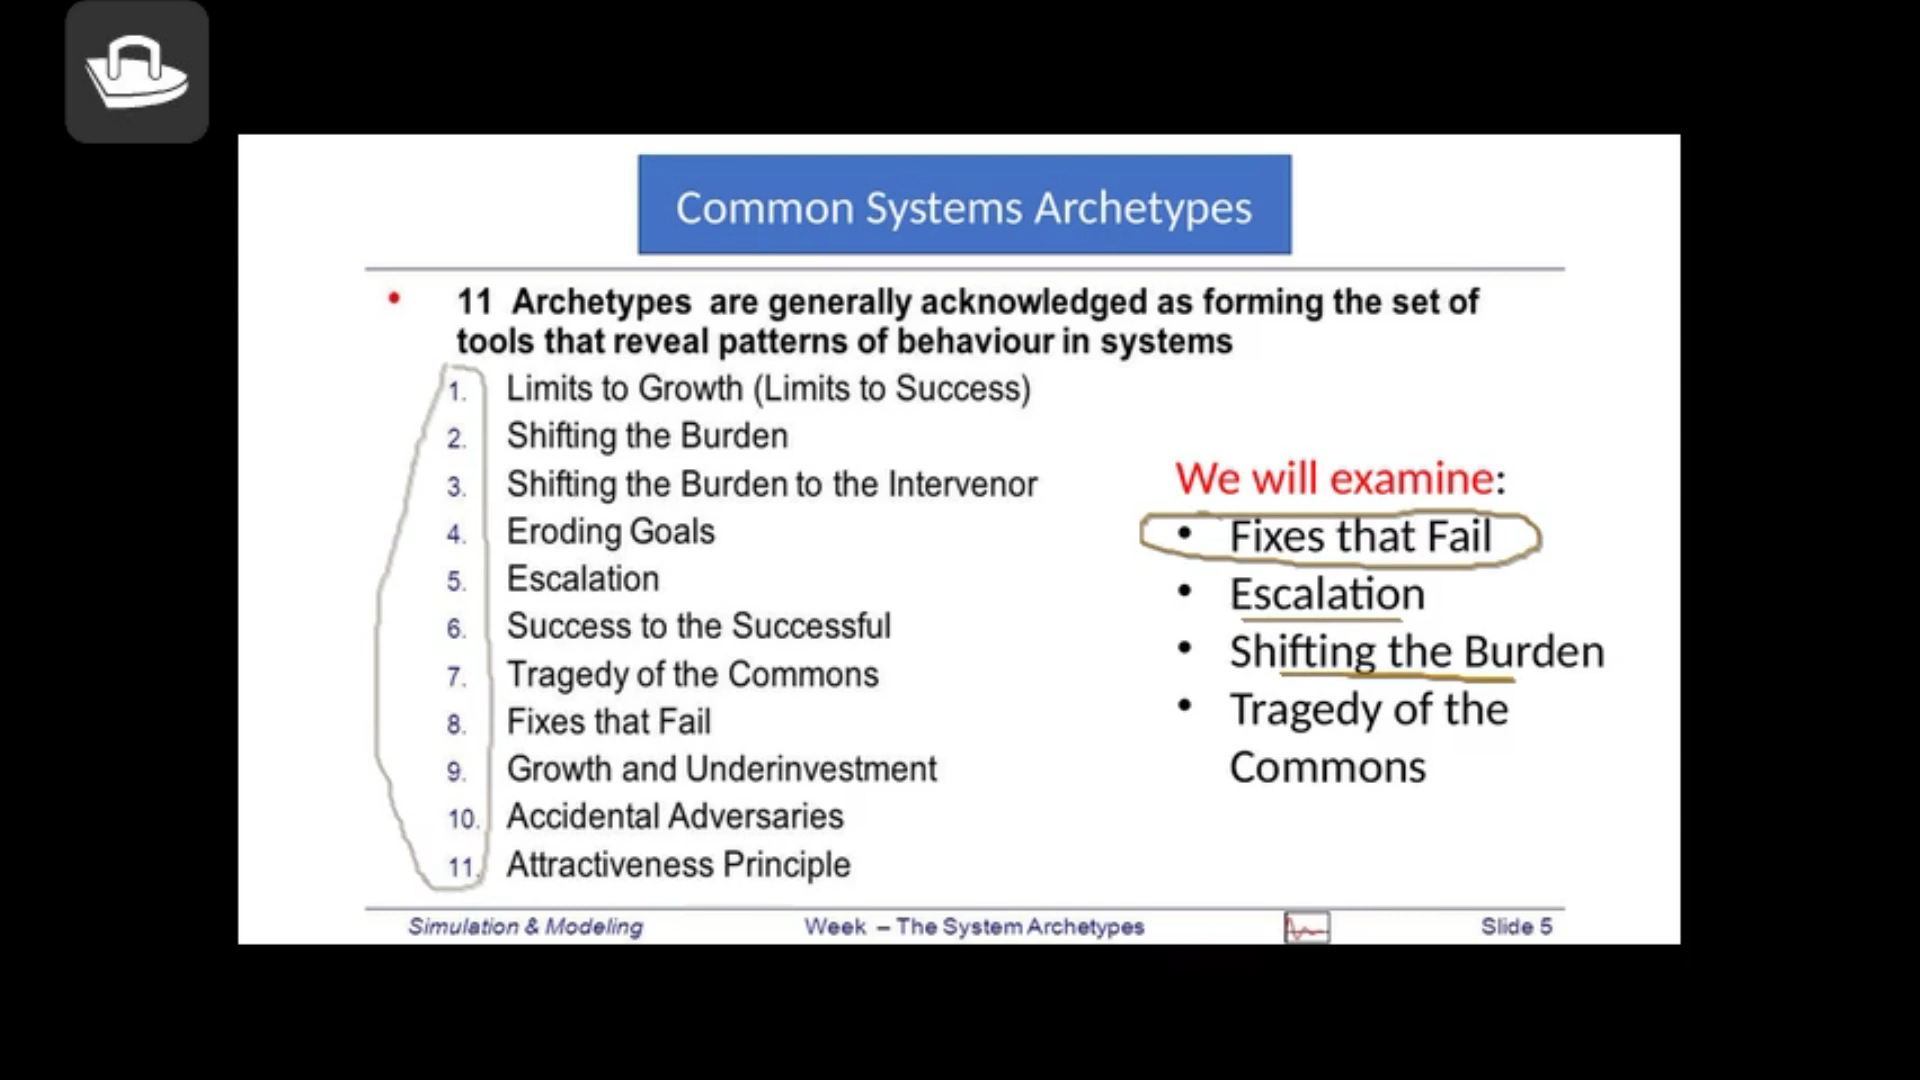 Common Systems Archetypes
• 11 Archetypes are generally acknowledged as forming the set of
tools that reveal patterns of behaviour in systems
1. Limits to Growth (Limits to Success)
2. Shifting the Burden
3. Shifting the Burden to the Intervenor
4. Eroding Goals
5. Escalation
6. Success to the Successful
7. Tragedy of the Commons
8. Fixes that Fail
9. Growth and Underinvestment
10. Accidental Adversaries
11. Attractiveness Principle
We will examine:
• Fixes that Fail
• Escalation
• Shifting the Burden
• Tragedy of the
Commons
Simulation & Modeling Week – The System Archetypes Slide 5